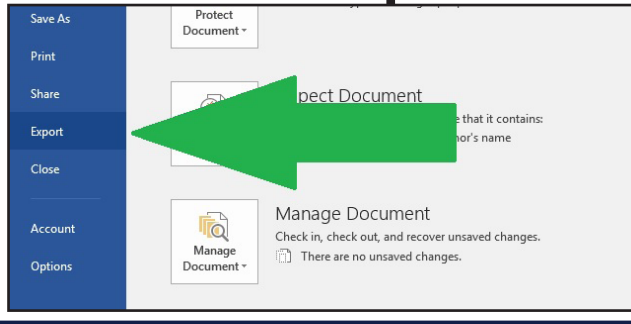 Save As
Print
Share
Export
Close
Account
Options
Protect
Document
pect Document
e that it contains:
hor's name
Manage
Document
Manage Document
Check in, check out, and recover unsaved changes.
There are no unsaved changes.